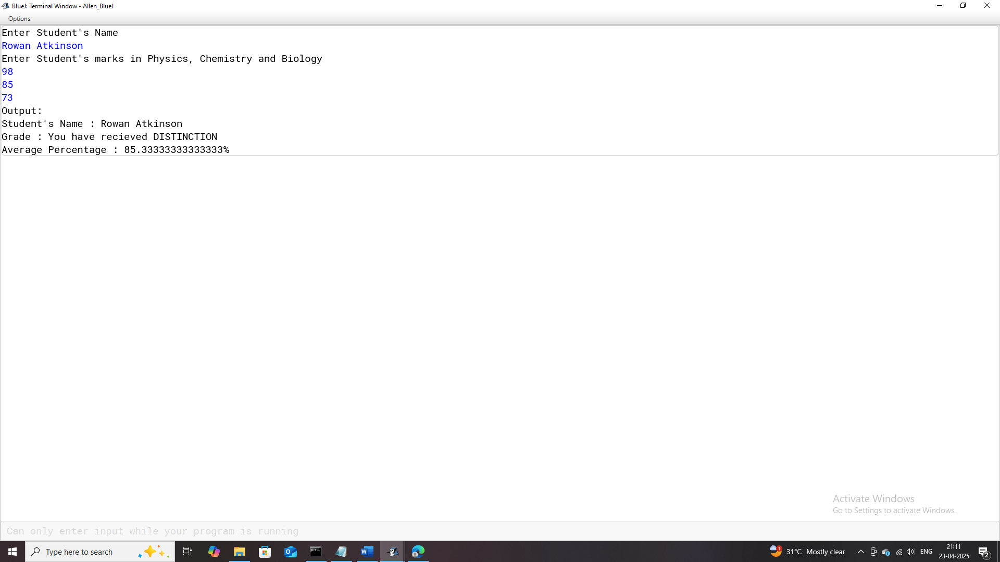 BlueJ: Terminal Window - Allen_BlueJ
Options
Enter Student's Name
Rowan Atkinson
Enter Student's marks in Physics, Chemistry and Biology
98
85
73
Output:
Student's Name : Rowan Atkinson
Grade : You have recieved DISTINCTION
Average Percentage : 85.33333333333333%
Activate Windows
Go to Settings to activate Windows.
Can only enter input while your program is running
Type here to search
1
31°C Mostly clear
ENG
21:11
23-04-2025
2